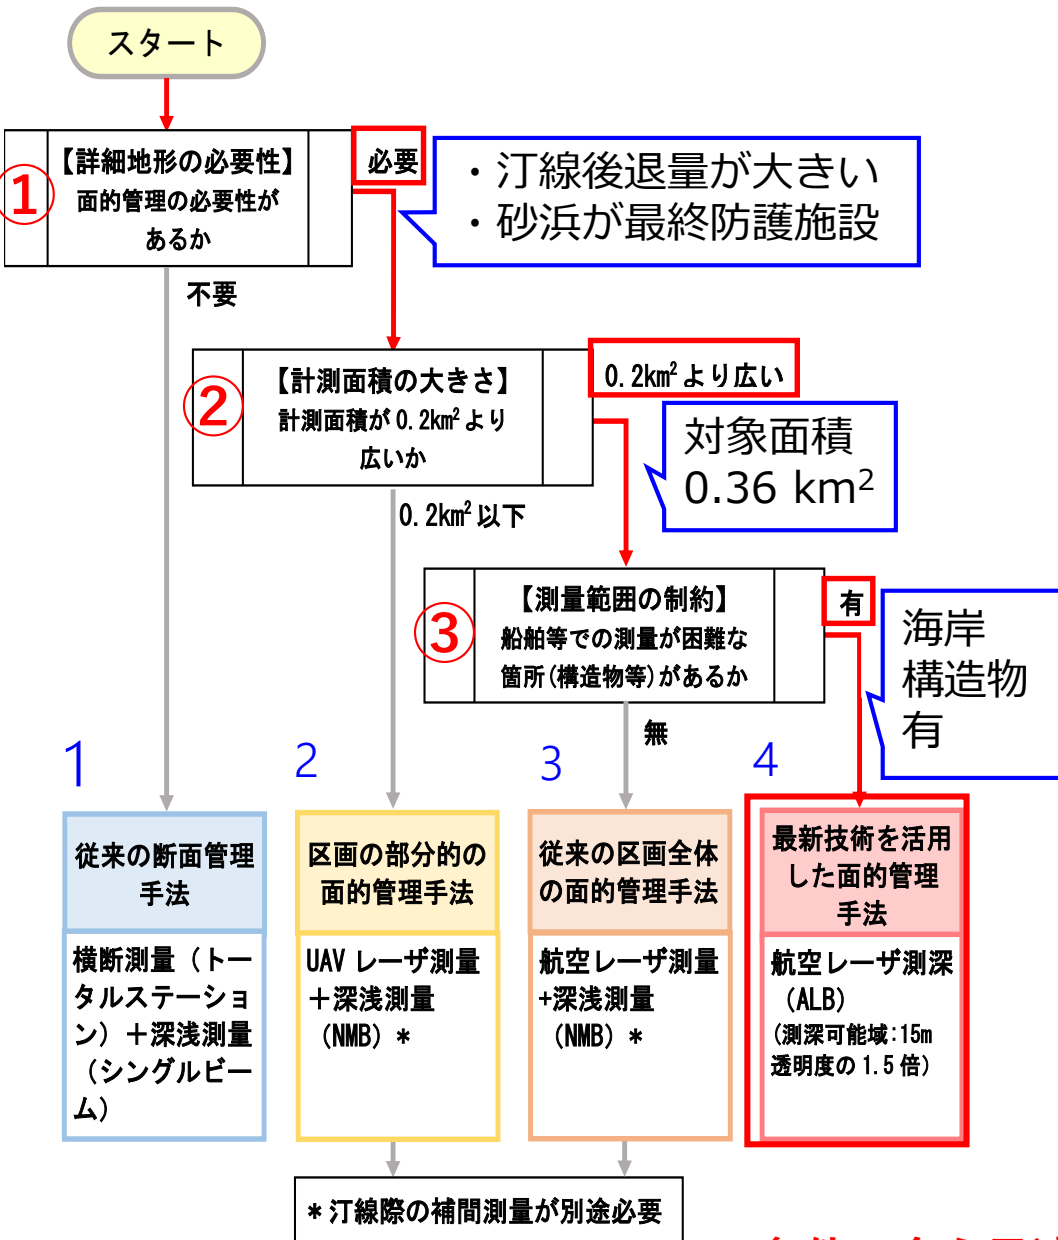 スタート
①
【詳細地形の必要性】
面的管理の必要性が
あるか
必要
・汀線後退量が大きい
・砂浜が最終防護施設
不要
②
【計測面積の大きさ】
計測面積が0.2km²より
広いか
0.2km²より広い
対象面積
0.36 km²
0.2km²以下
③
【測量範囲の制約】
船舶等での測量が困難な
箇所(構造物等)があるか
有
海岸
構造物
有
無
1
2
3
4
従来の断面管理
手法
横断測量（トー
タルステーショ
ン）＋深浅測量
（シングルビー
ム）
区画の部分的の
面的管理手法
UAVレーザ測量
＋深浅測量
（NMB）＊
従来の区画全体
の面的管理手法
航空レーザ測量
+深浅測量
（NMB）＊
最新技術を活用
した面的管理
手法
航空レーザ測深
（ALB）
(測深可能域:15m
透明度の1.5倍)
＊汀線際の補間測量が別途必要